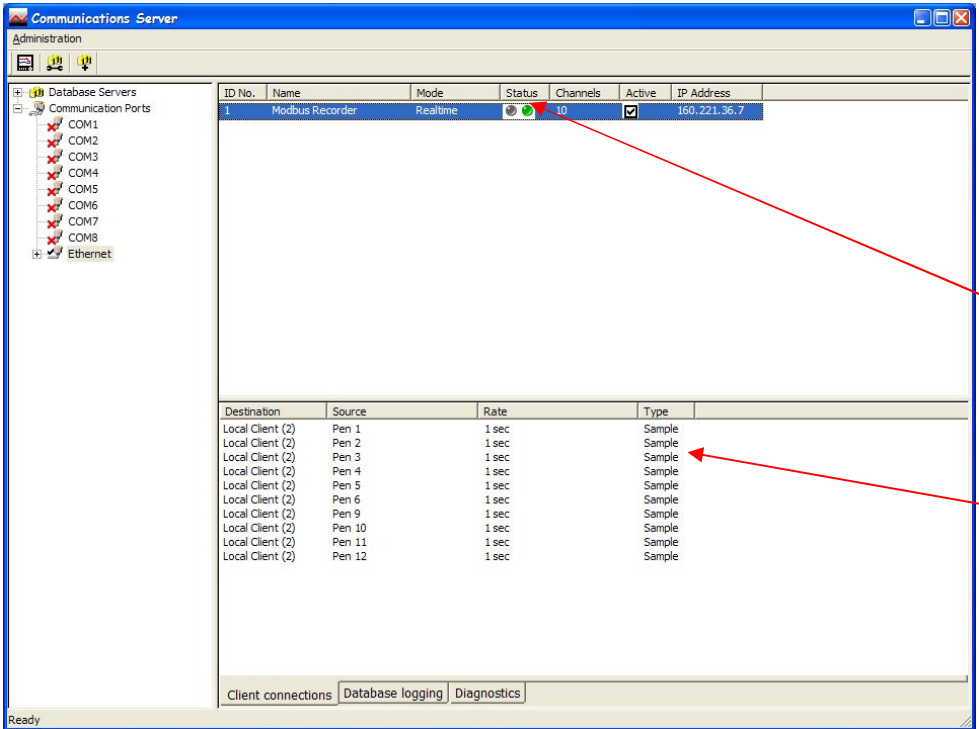 Communications Server
Administration
Database Servers
Communication Ports
COM1
COM2
COM3
COM4
COM5
COM6
COM7
COM8
Ethernet
ID No. Name Mode Status Channels Active IP Address
1 Modbus Recorder Realtime 10 160.221.36.7
Destination Source Rate Type
Local Client (2) Pen 1 1 sec Sample
Local Client (2) Pen 2 1 sec Sample
Local Client (2) Pen 3 1 sec Sample
Local Client (2) Pen 4 1 sec Sample
Local Client (2) Pen 5 1 sec Sample
Local Client (2) Pen 6 1 sec Sample
Local Client (2) Pen 9 1 sec Sample
Local Client (2) Pen 10 1 sec Sample
Local Client (2) Pen 11 1 sec Sample
Local Client (2) Pen 12 1 sec Sample
Client connections Database logging Diagnostics
Ready